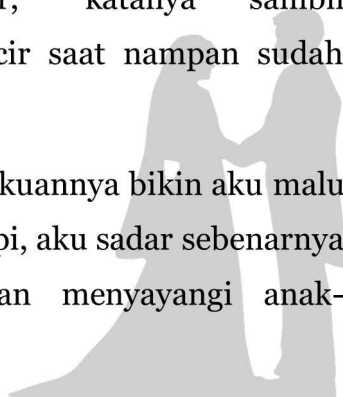 katanya sambil
cir saat nampan sudah
kuannya bikin aku malu
pi, aku sadar sebenarnya
an menyayangi anak-